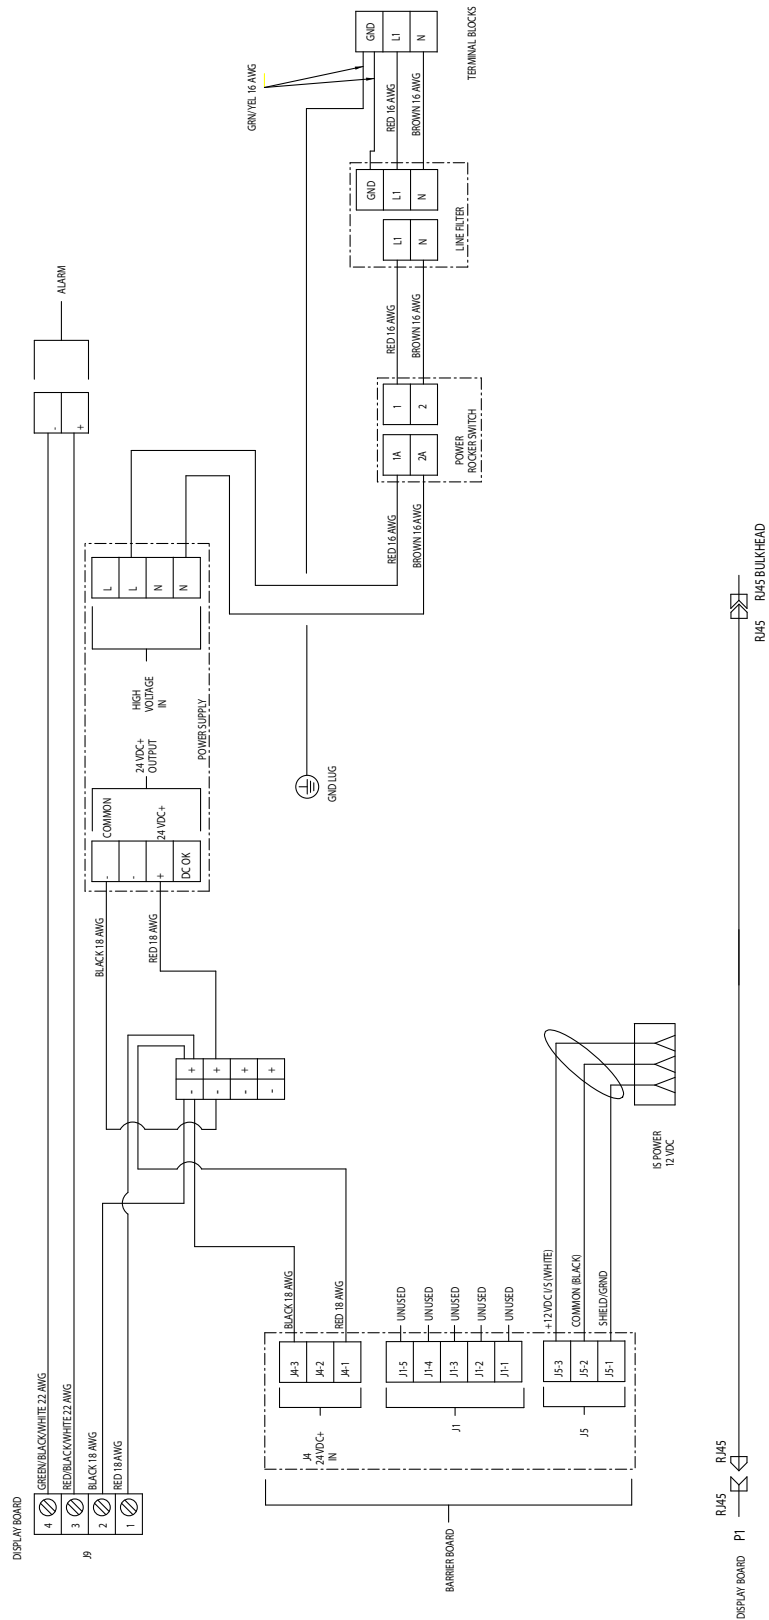 DISPLAY BOARD
J9
4
3
2
1
GREEN/BLACK/WHITE 22 AWG
RED/BLACK/WHITE 22 AWG
BLACK 18 AWG
RED 18 AWG
-
+
ALARM
BARRIER BOARD
J4
24VDC+
IN
J4-3
J4-2
J4-1
BLACK 18 AWG
RED 18 AWG
J1
J1-5
J1-4
J1-3
J1-2
J1-1
UNUSED
UNUSED
UNUSED
UNUSED
UNUSED
J5
J5-3
J5-2
J5-1
+12 VDC I/S (WHITE)
COMMON (BLACK)
SHIELD/GRND
IS POWER
12 VDC
- +
- +
- +
- +
BLACK 18 AWG
RED 18 AWG
-
-
+
DC OK
COMMON
24 VDC+
24 VDC+
OUTPUT
POWER SUPPLY
HIGH
VOLTAGE
IN
L
L
N
N
GND LUG
RED 16 AWG
BROWN 16 AWG
1A
2A
1
2
POWER
ROCKER SWITCH
RED 16 AWG
BROWN 16 AWG
L1
N
GND
L1
N
LINE FILTER
RED 16 AWG
BROWN 16 AWG
GRN/YEL 16 AWG
GND
L1
N
TERMINAL BLOCKS
DISPLAY BOARD P1
RJ45
RJ45
RJ45
RJ45 BULKHEAD